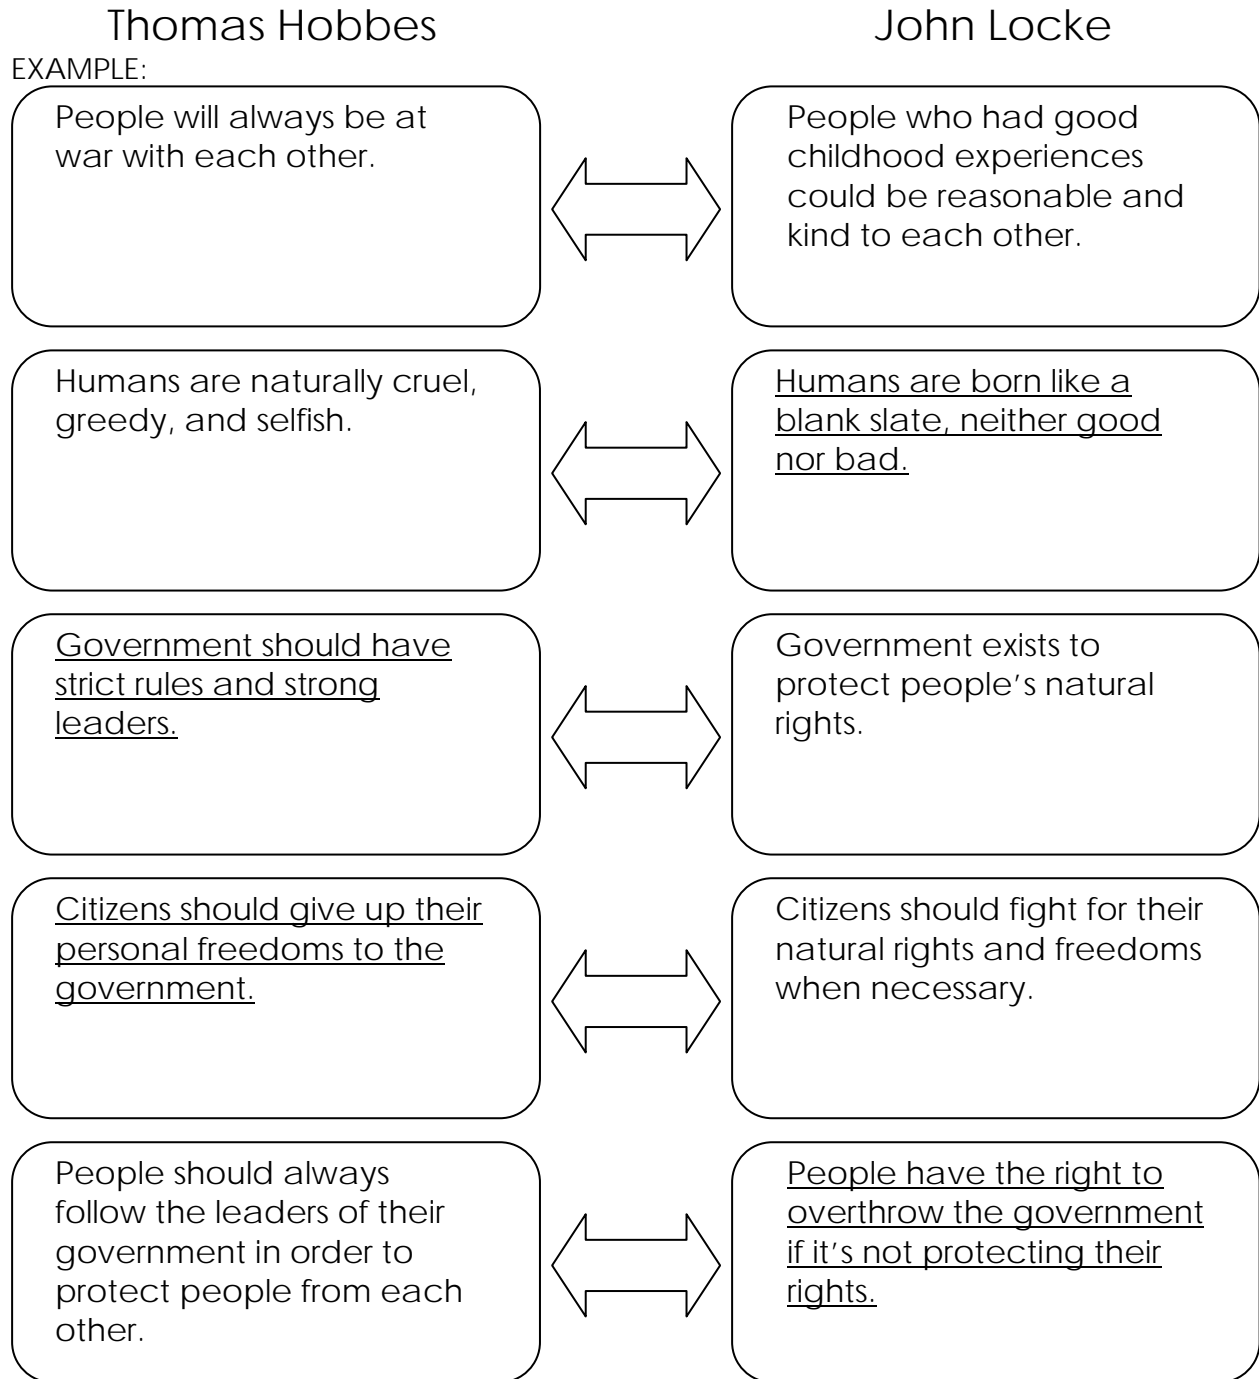 Thomas Hobbes
John Locke
EXAMPLE:
People will always be at
war with each other.
People who had good
childhood experiences
could be reasonable and
kind to each other.
Humans are naturally cruel,
greedy, and selfish.
Humans are born like a
blank slate, neither good
nor bad.
Government should have
strict rules and strong
leaders.
Government exists to
protect people’s natural
rights.
Citizens should give up their
personal freedoms to the
government.
Citizens should fight for their
natural rights and freedoms
when necessary.
People should always
follow the leaders of their
government in order to
protect people from each
other.
People have the right to
overthrow the government
if it’s not protecting their
rights.